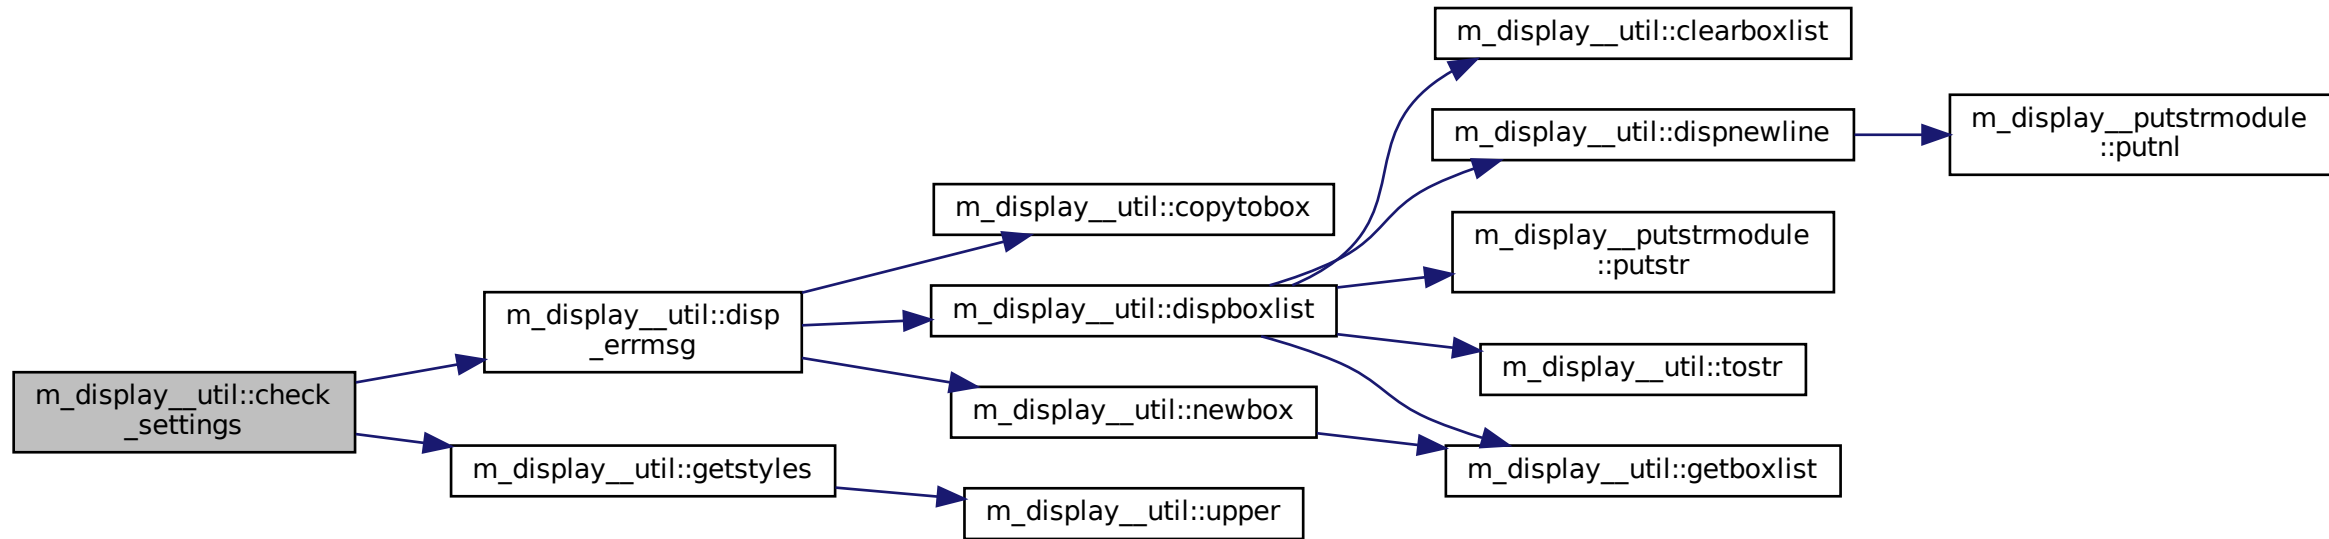 m_display__util::check
_settings
m_display__util::disp
_errmsg
m_display__util::getstyles
m_display__util::copytobox
m_display__util::dispboxlist
m_display__util::newbox
m_display__util::upper
m_display__util::clearboxlist
m_display__util::dispnewline
m_display__putstrmodule
::putstr
m_display__util::tostr
m_display__util::getboxlist
m_display__putstrmodule
::putnl